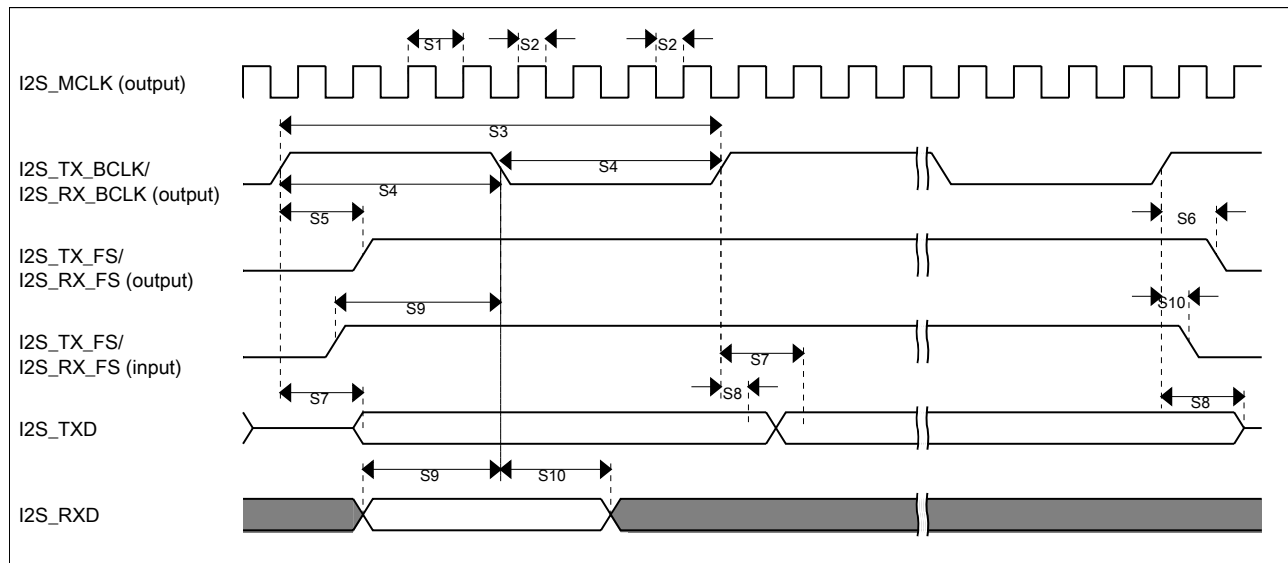 S1
S2
S2
I2S_MCLK (output)
S3
I2S_TX_BCLK/
I2S_RX_BCLK (output)
S4
S4
S5
S6
I2S_TX_FS/
I2S_RX_FS (output)
S9
S10
I2S_TX_FS/
I2S_RX_FS (input)
S7
S7
S8
S8
I2S_TXD
S9
S10
I2S_RXD